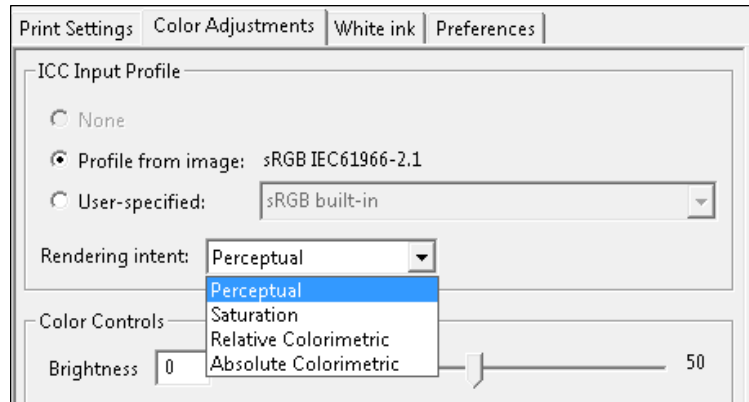 Print Settings Color Adjustments White ink Preferences
ICC Input Profile
None
Profile from image: sRGB IEC61966-2.1
User-specified: sRGB built-in
Rendering intent: Perceptual
Perceptual
Saturation
Relative Colorimetric
Absolute Colorimetric
Color Controls
Brightness 0 50